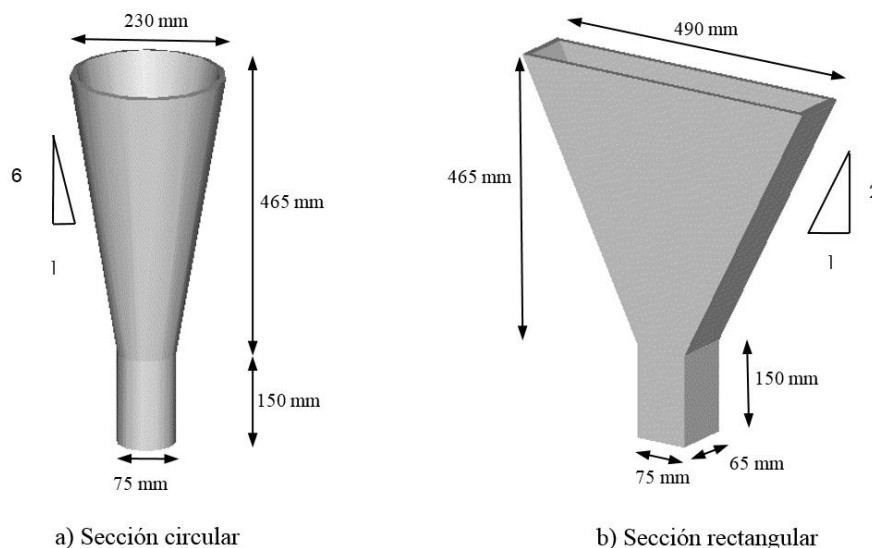 230 mm
6
1
465 mm
150 mm
75 mm
a) Sección circular
490 mm
465 mm
2
1
150 mm
65 mm
75 mm
b) Sección rectangular